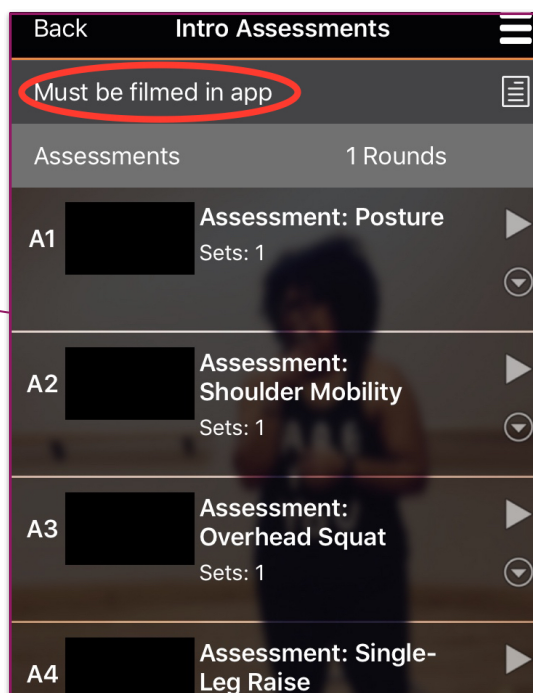 Back Intro Assessments
Must be filmed in app
Assessments 1 Rounds
A1 Assessment: Posture
Sets: 1
A2 Assessment:
Shoulder Mobility
Sets: 1
A3 Assessment:
Overhead Squat
Sets: 1
A4 Assessment: Single-
Leg Raise